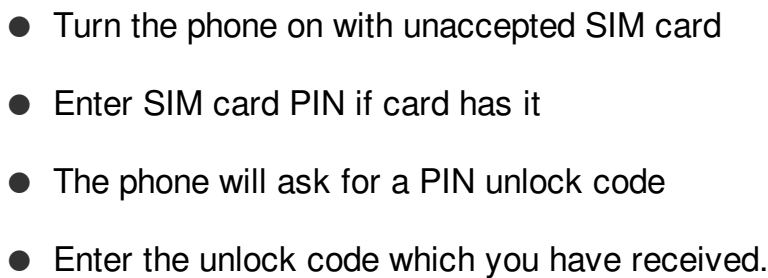 ● Turn the phone on with unaccepted SIM card
● Enter SIM card PIN if card has it
● The phone will ask for a PIN unlock code
● Enter the unlock code which you have received.